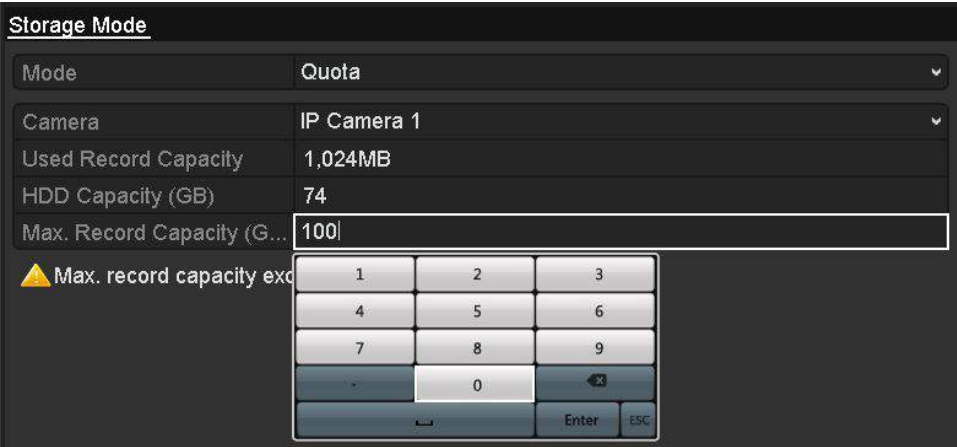 Storage Mode
Mode Quota
Camera IP Camera 1
Used Record Capacity 1,024MB
HDD Capacity (GB) 74
Max. Record Capacity (G... 100
Max. record capacity exc
1 2 3
4 5 6
7 8 9
. 0
Enter ESC